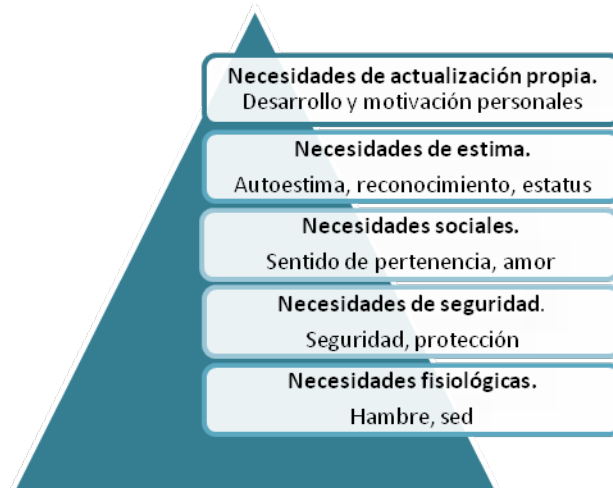 Necesidades de actualización propia.
Desarrollo y motivación personales
Necesidades de estima.
Autoestima, reconocimiento, estatus
Necesidades sociales.
Sentido de pertenencia, amor
Necesidades de seguridad.
Seguridad, protección
Necesidades fisiológicas.
Hambre, sed